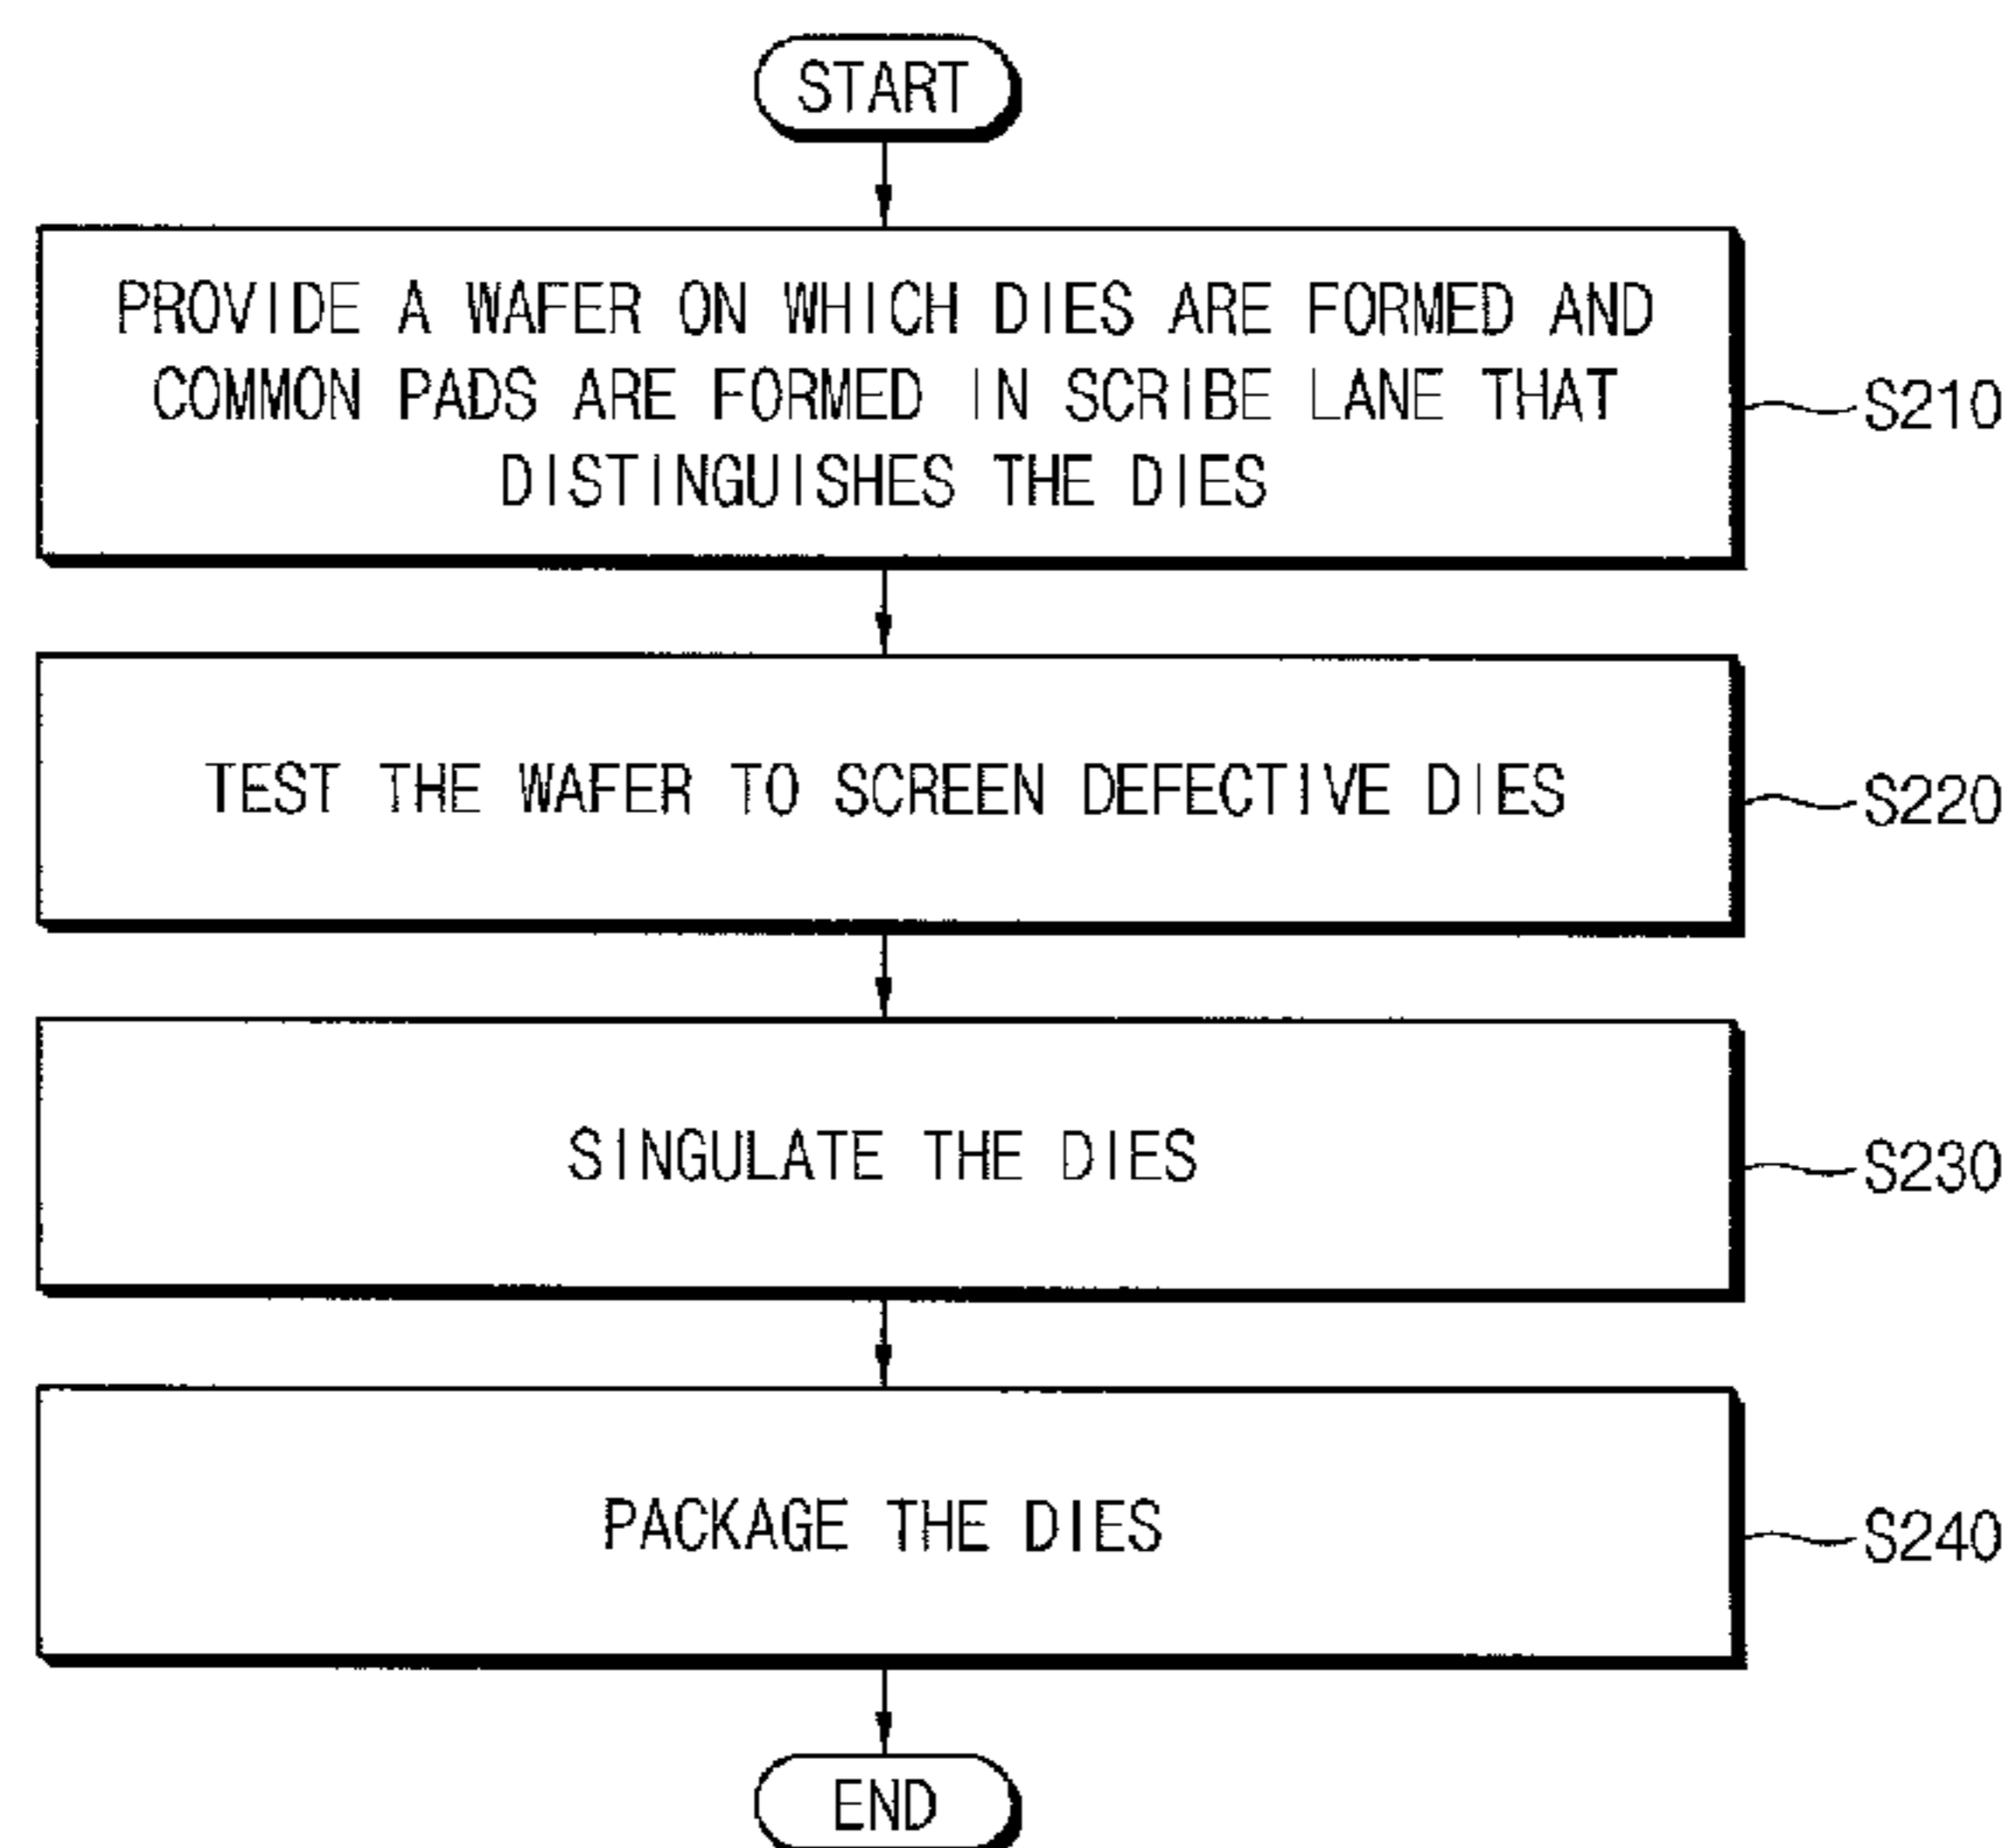 START
PROVIDE A WAFER ON WHICH DIES ARE FORMED AND
COMMON PADS ARE FORMED IN SCRIBE LANE THAT
DISTINGUISHES THE DIES
S210
TEST THE WAFER TO SCREEN DEFECTIVE DIES
S220
SINGULATE THE DIES
S230
PACKAGE THE DIES
S240
END